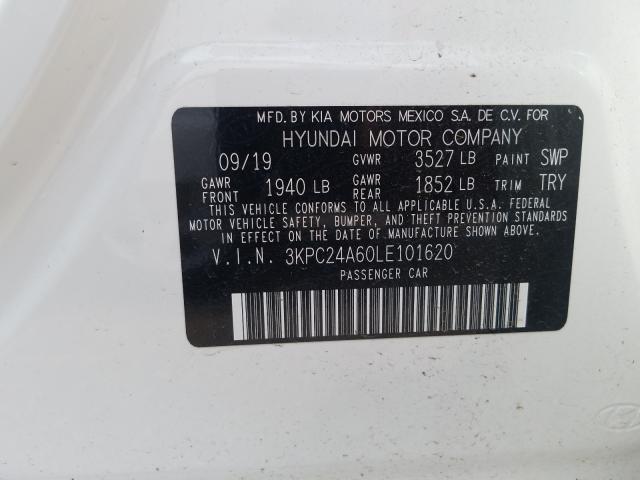 MFD. BY KIA MOTORS MEXICO S.A. DE C.V. FOR
HYUNDAI MOTOR COMPANY
09/19 GVWR 3527 LB PAINT SWP
GAWR FRONT 1940 LB GAWR REAR 1852 LB TRIM TRY
THIS VEHICLE CONFORMS TO ALL APPLICABLE U.S.A. FEDERAL
MOTOR VEHICLE SAFETY, BUMPER, AND THEFT PREVENTION STANDARDS
IN EFFECT ON THE DATE OF MANUFACTURE SHOWN ABOVE.
V.I.N. 3KPC24A60LE101620
PASSENGER CAR